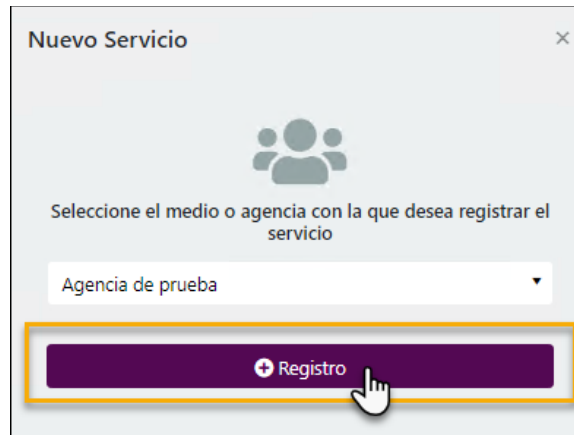 Nuevo Servicio
×
Seleccione el medio o agencia con la que desea registrar el
servicio
Agencia de prueba
Registro